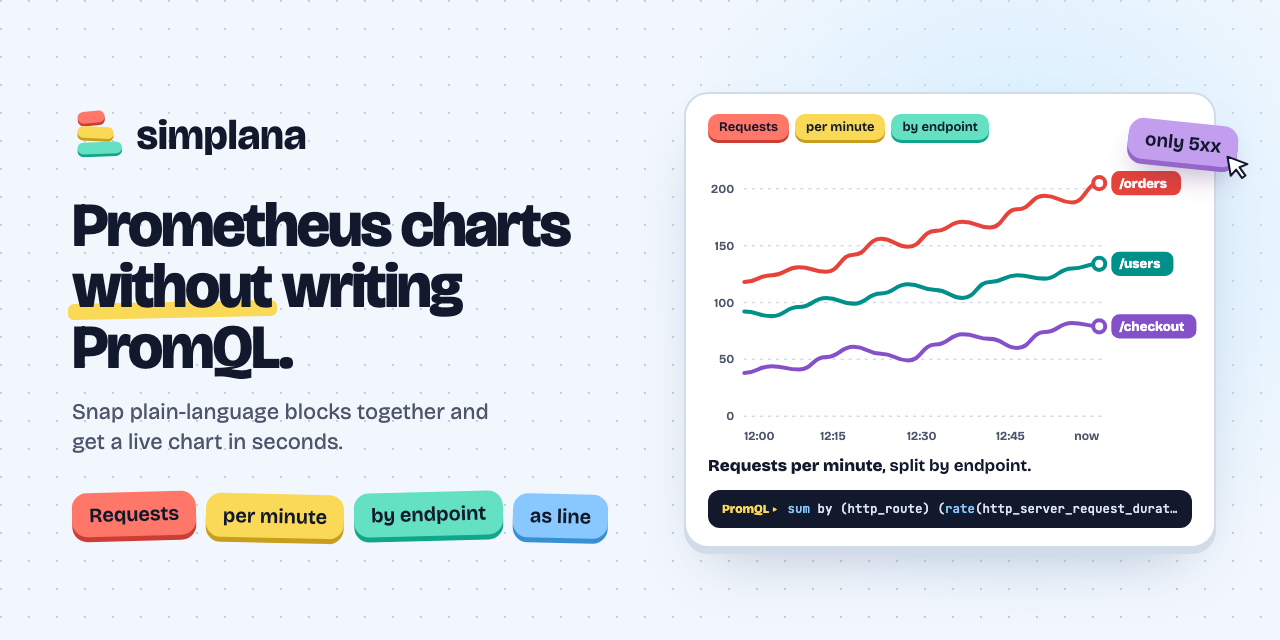 simplana
Prometheus charts
without writing
PromQL.
Snap plain-language blocks together and
get a live chart in seconds.
Requests per minute by endpoint as line
Requests per minute by endpoint
only 5xx
200
150
100
50
0
/orders
/users
/checkout
12:00 12:15 12:30 12:45 now
Requests per minute, split by endpoint.
PromQL ▸ sum by (http_route) (rate(http_server_request_durat…